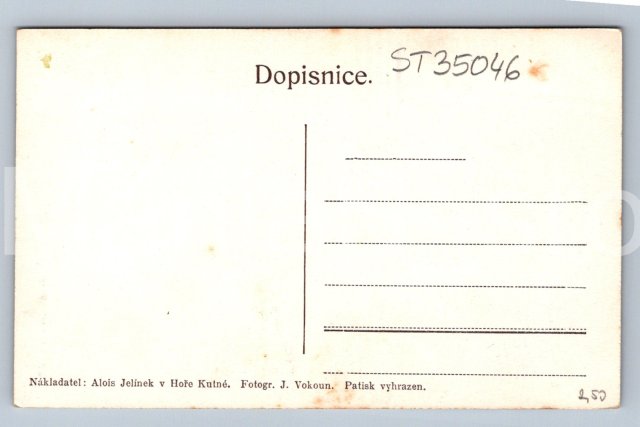 Dopisnice.
ST35046
Nákladatel: Alois Jelínek v Hoře Kutné. Fotogr. J. Vokoun. Patisk vyhrazen.
2,50